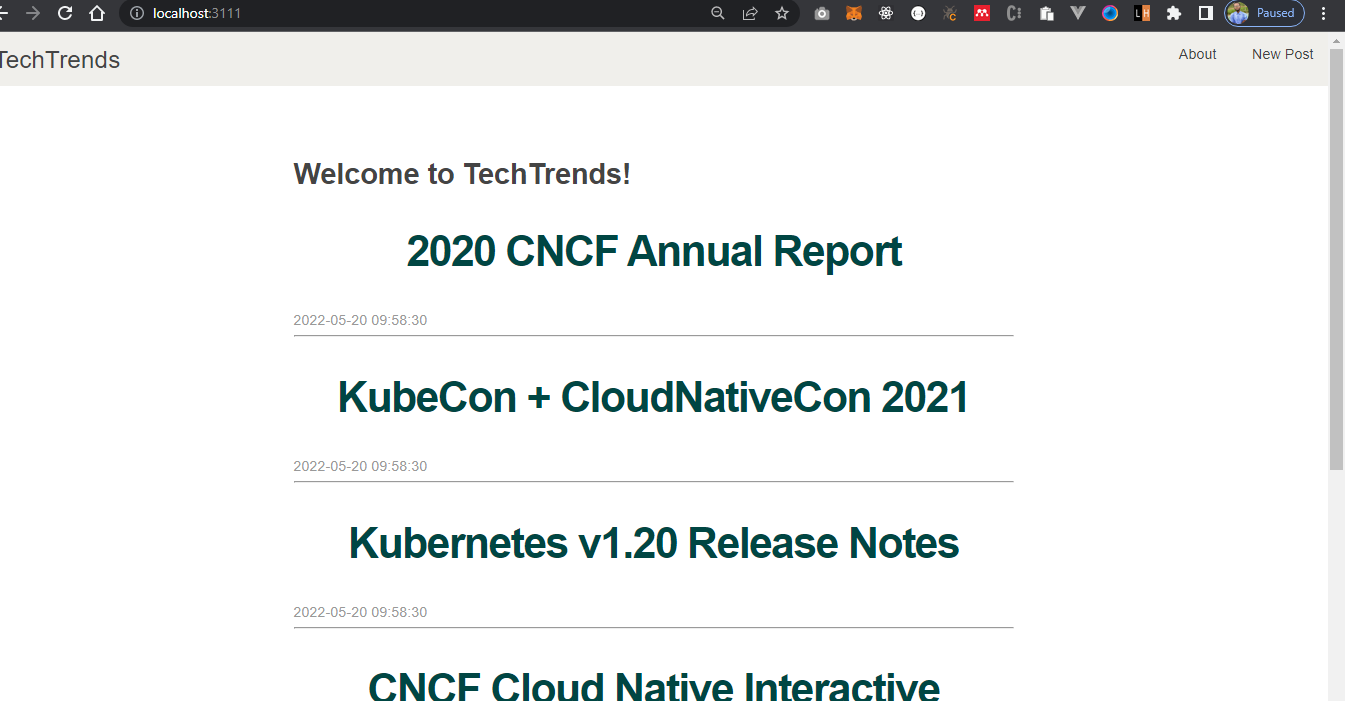 localhost:3111
Paused
TechTrends
About
New Post
Welcome to TechTrends!
2020 CNCF Annual Report
2022-05-20 09:58:30
KubeCon + CloudNativeCon 2021
2022-05-20 09:58:30
Kubernetes v1.20 Release Notes
2022-05-20 09:58:30
CNCF Cloud Native Interactive